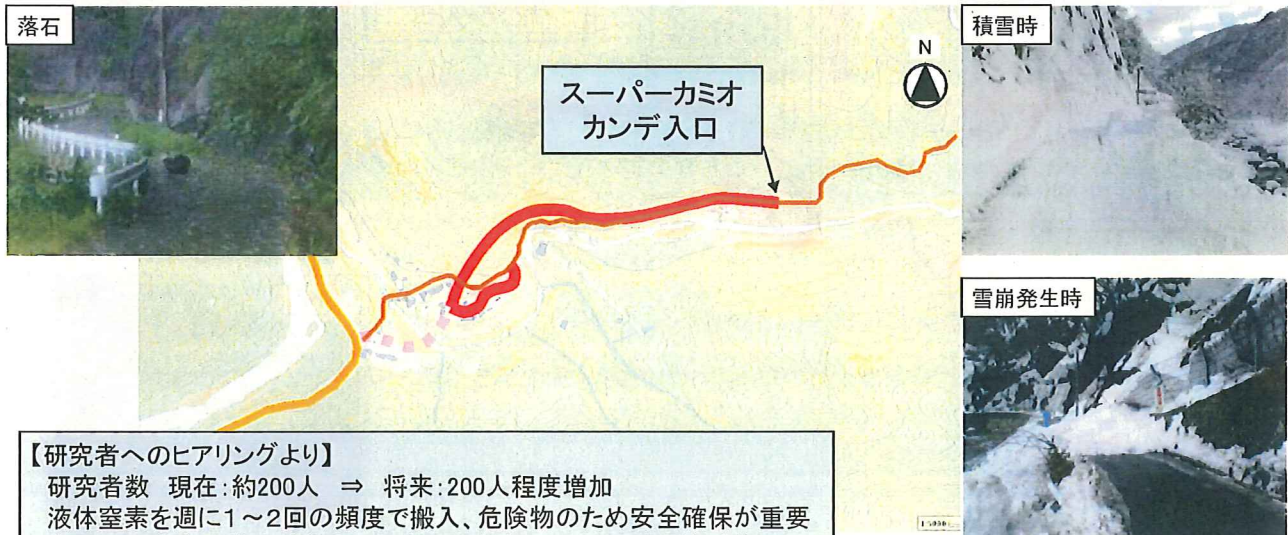 落石
積雪時
N
スーパーカミオ
カンデ入口
雪崩発生時
【研究者へのヒアリングより】
研究者数 現在:約200人 ⇒ 将来:200人程度増加
液体窒素を週に1~2回の頻度で搬入、危険物のため安全確保が重要